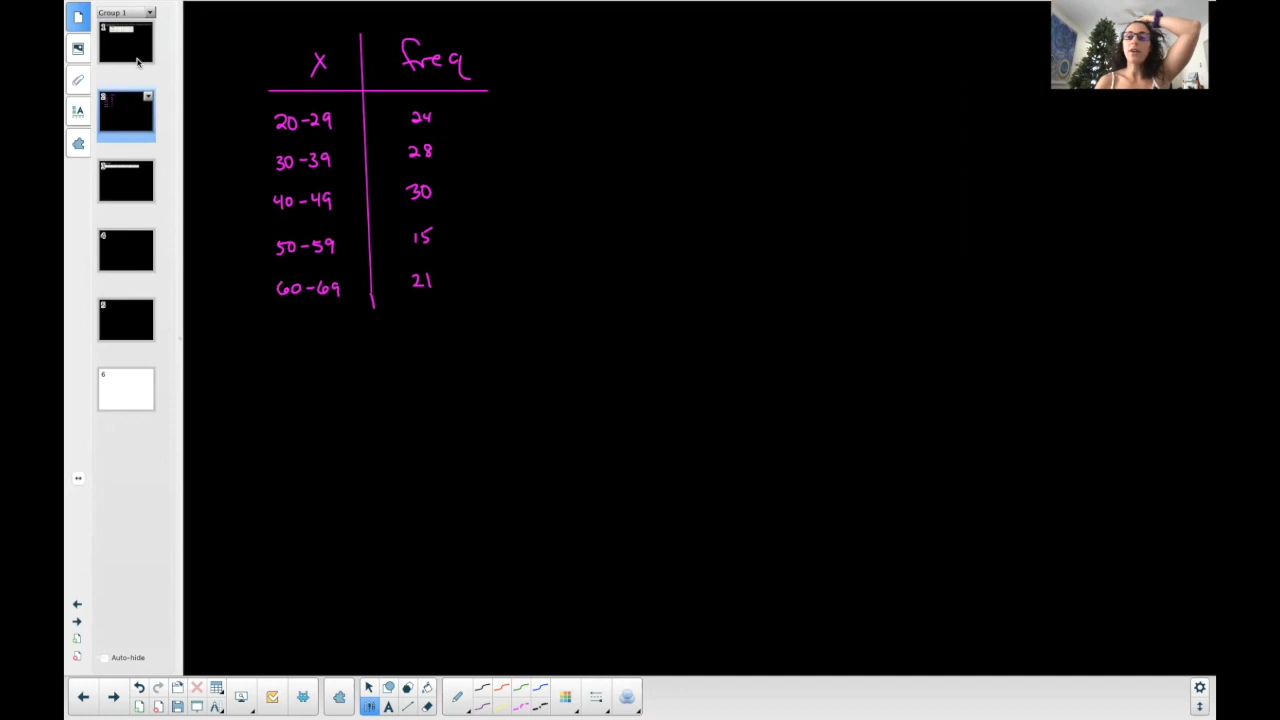 Group 1
x freq
20-29 24
30-39 28
40-49 30
50-59 15
60-69 21
6
Auto-hide